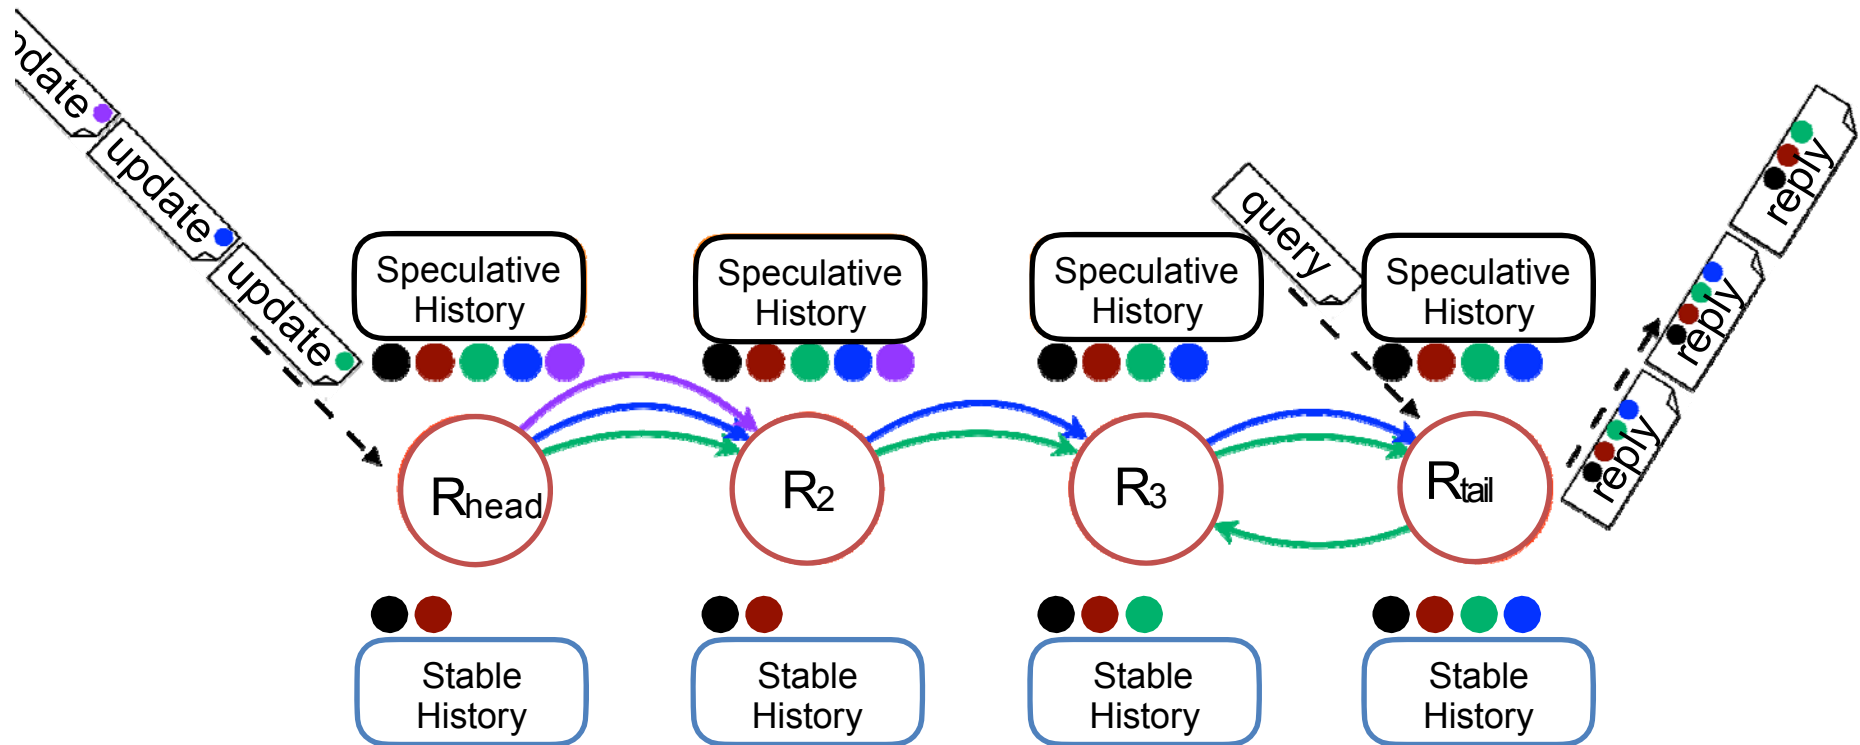 pdate
update
update
query
reply
reply
reply
Speculative
History
Speculative
History
Speculative
History
Speculative
History
Rhead
R2
R3
Rtail
Stable
History
Stable
History
Stable
History
Stable
History